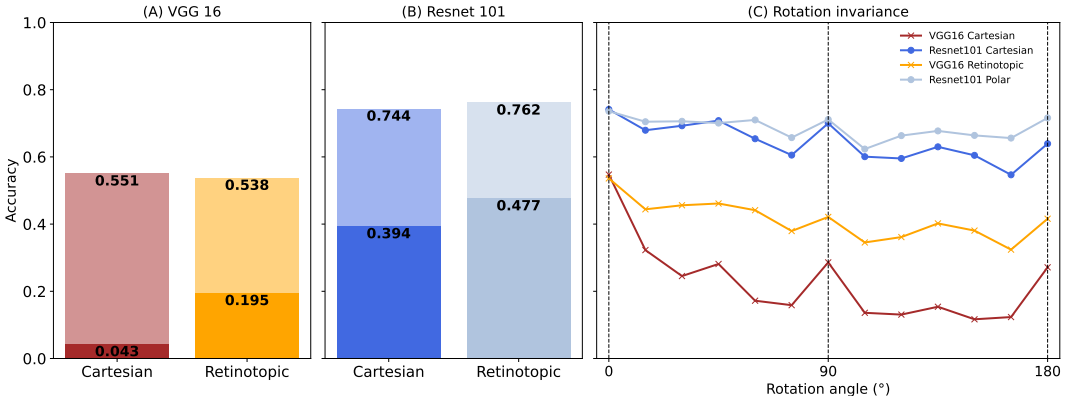 (A) VGG 16
(B) Resnet 101
(C) Rotation invariance
Accuracy
1.0
0.8
0.6
0.4
0.2
0.0
0.551
0.043
0.538
0.195
Cartesian
Retinotopic
0.744
0.394
0.762
0.477
Cartesian
Retinotopic
VGG16 Cartesian
Resnet101 Cartesian
VGG16 Retinotopic
Resnet101 Polar
0
90
180
Rotation angle (°)